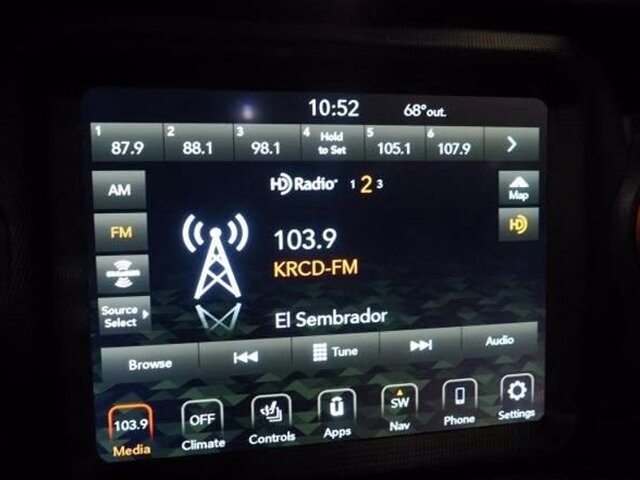 10:52 68°out.
1 2 3 4 Hold to Set 5 6
87.9 88.1 98.1 105.1 107.9
AM HD Radio 1 2 3 Map
FM 103.9 HD
KRCD-FM
Source Select El Sembrador
Browse Tune Audio
103.9 OFF SW
Media Climate Controls Apps Nav Phone Settings